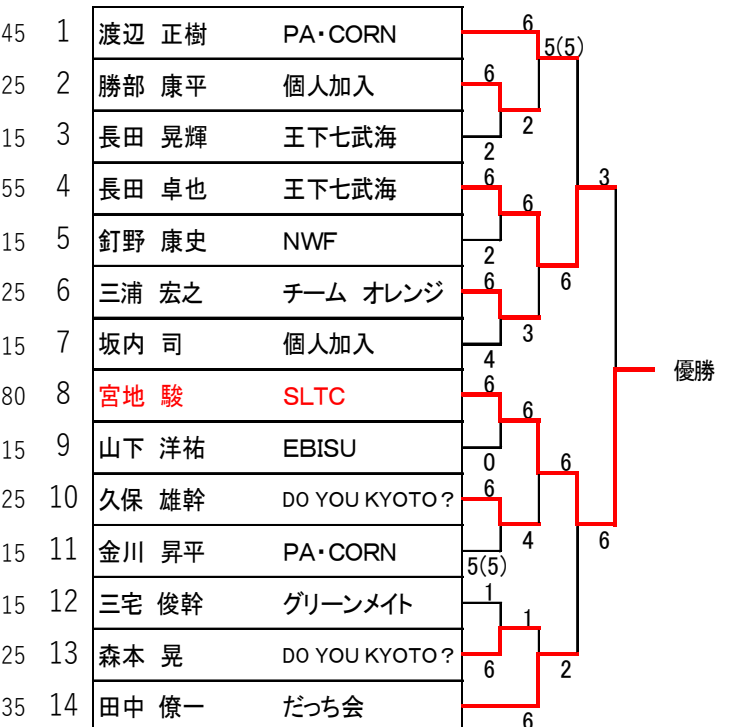 45 1 渡辺 正樹 PA・CORN 6
5(5)
25 2 勝部 康平 個人加入 6
2
15 3 長田 晃輝 王下七武海
2
3
55 4 長田 卓也 王下七武海 6
6
15 5 釘野 康史 NWF
2
25 6 三浦 宏之 チーム オレンジ 6
6
3
15 7 坂内 司 個人加入
4
優勝
80 8 宮地 駿 SLTC 6
6
15 9 山下 洋祐 EBISU
0
6
25 10 久保 雄幹 DO YOU KYOTO? 6
4
6
15 11 金川 昇平 PA・CORN
5(5)
15 12 三宅 俊幹 グリーンメイト 1
1
25 13 森本 晃 DO YOU KYOTO?
6
2
35 14 田中 僚一 だっち会
6